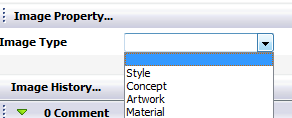 Image Property...
Image Type
Style
Concept
Artwork
Material
Image History...
0 Comment